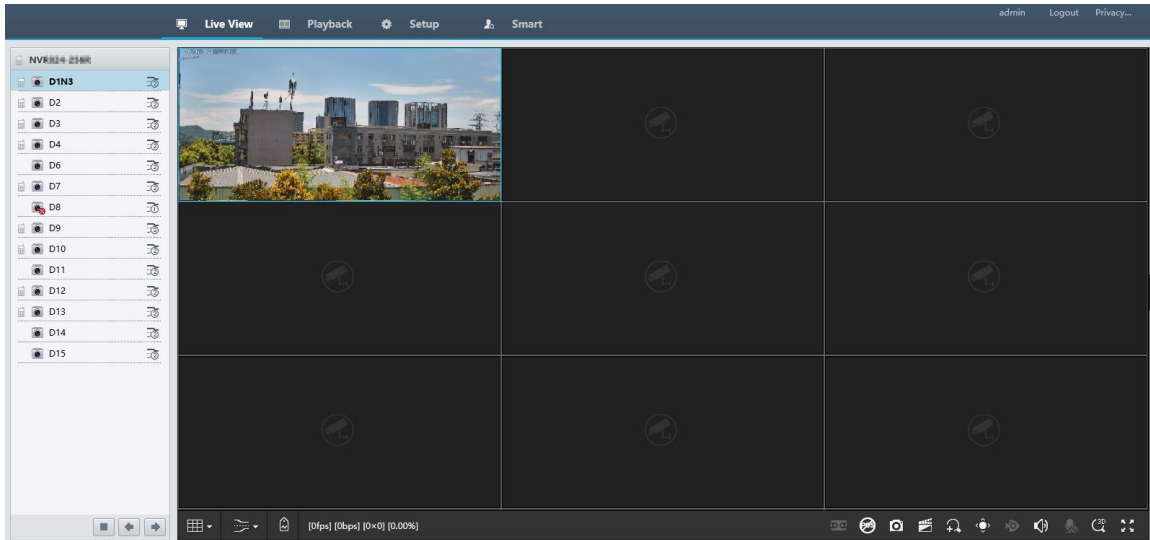 admin Logout Privacy...
Live View Playback Setup Smart
D1N3
D2
D3
D4
D6
D7
D8
D9
D10
D11
D12
D13
D14
D15
[0fps] [0bps] [0×0] [0.00%]
3D